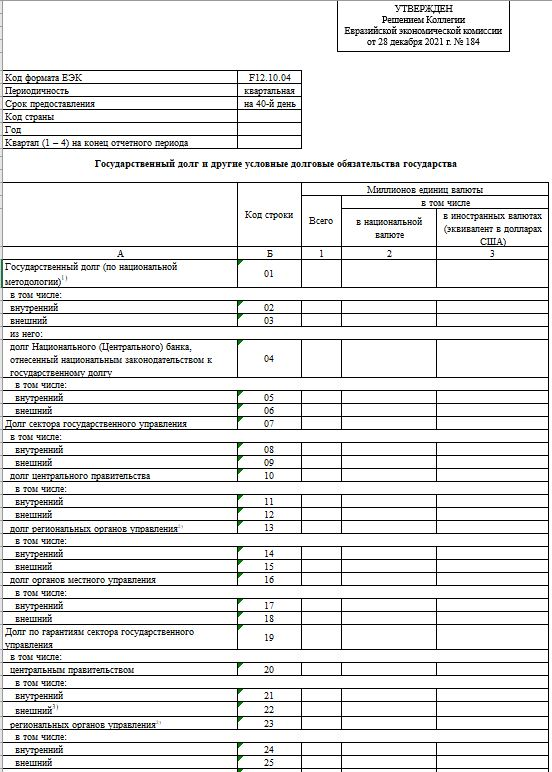 УТВЕРЖДЕН
Решением Коллегии
Евразийской экономической комиссии
от 28 декабря 2021 г. № 184
Код формата ЕЭК F12.10.04
Периодичность квартальная
Срок предоставления на 40-й день
Код страны
Год
Квартал (1 – 4) на конец отчетного периода
Государственный долг и другие условные долговые обязательства государства
Миллионов единиц валюты
в том числе
Код строки
Всего
в национальной
валюте
в иностранных валютах
(эквивалент в долларах
США)
А Б 1 2 3
Государственный долг (по национальной
методологии)1) 01
в том числе:
внутренний 02
внешний 03
из него:
долг Национального (Центрального) банка,
отнесенный национальным законодательством к 04
государственному долгу
в том числе:
внутренний 05
внешний 06
Долг сектора государственного управления 07
в том числе:
внутренний 08
внешний 09
долг центрального правительства 10
в том числе:
внутренний 11
внешний 12
долг региональных органов управления2) 13
в том числе:
внутренний 14
внешний 15
долг органов местного управления 16
в том числе:
внутренний 17
внешний 18
Долг по гарантиям сектора государственного
управления 19
в том числе:
центральным правительством 20
в том числе:
внутренний 21
внешний3) 22
региональных органов управления2) 23
в том числе:
внутренний 24
внешний 25